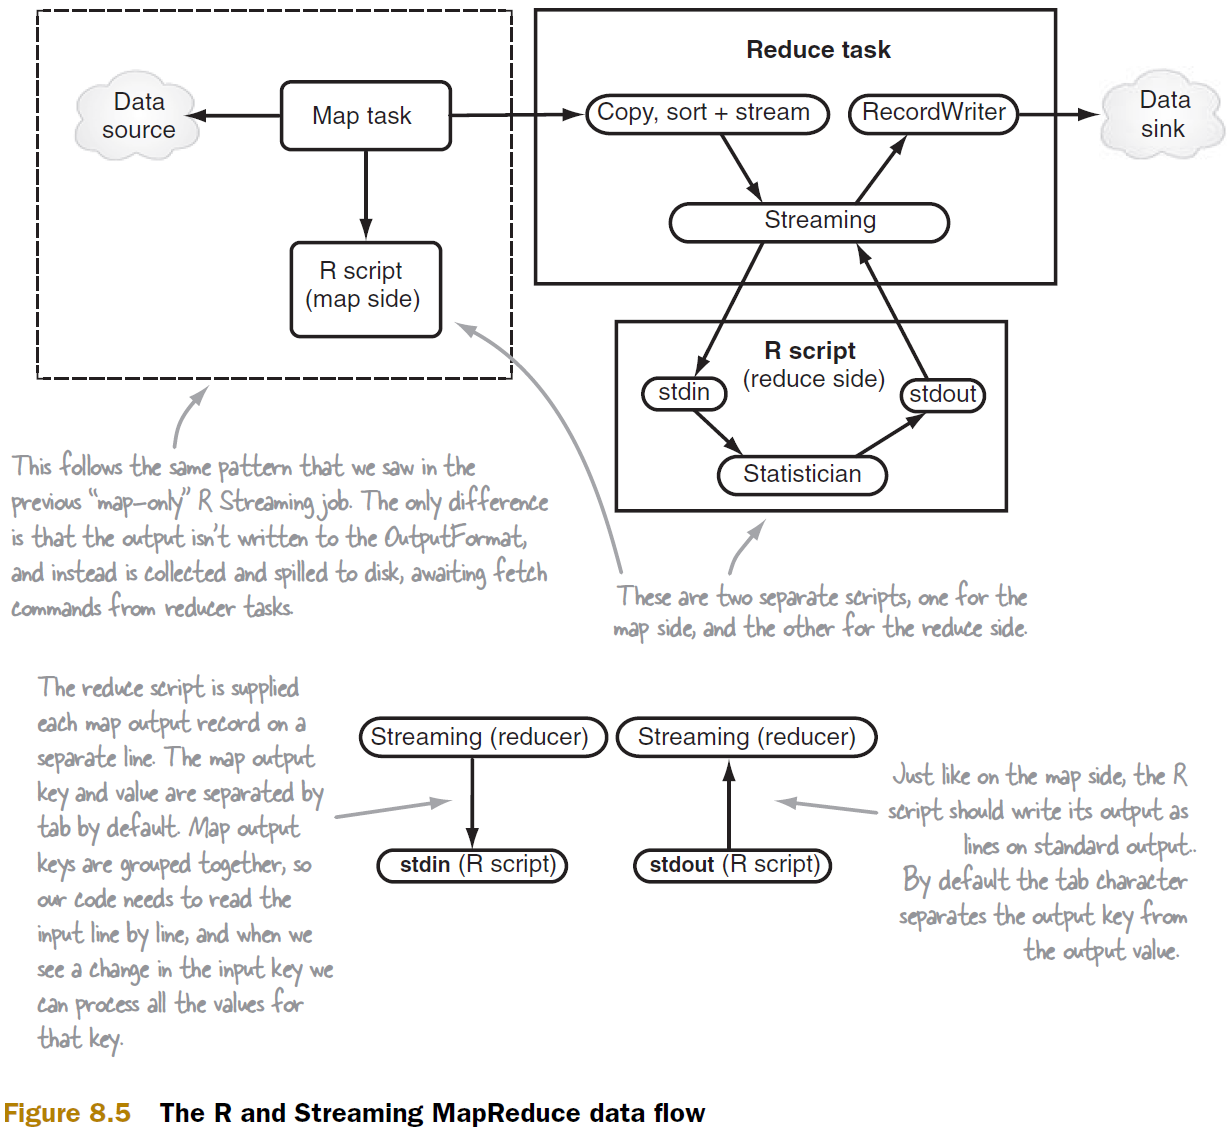 Reduce task
Data
source
Map task
Copy, sort + stream
RecordWriter
Data
sink
Streaming
R script
(map side)
R script
(reduce side)
stdin
stdout
Statistician
This follows the same pattern that we saw in the
previous “map-only” R Streaming job. The only difference
is that the output isn't written to the OutputFormat,
and instead is collected and spilled to disk, awaiting fetch
commands from reducer tasks.
These are two separate scripts, one for the
map side, and the other for the reduce side.
The reduce script is supplied
each map output record on a
separate line. The map output
key and value are separated by
tab by default. Map output
keys are grouped together, so
our code needs to read the
input line by line, and when we
see a change in the input key we
can process all the values for
that key.
Streaming (reducer)
stdin (R script)
Streaming (reducer)
stdout (R script)
Just like on the map side, the R
script should write its output as
lines on standard output..
By default the tab character
separates the output key from
the output value.
Figure 8.5 The R and Streaming MapReduce data flow